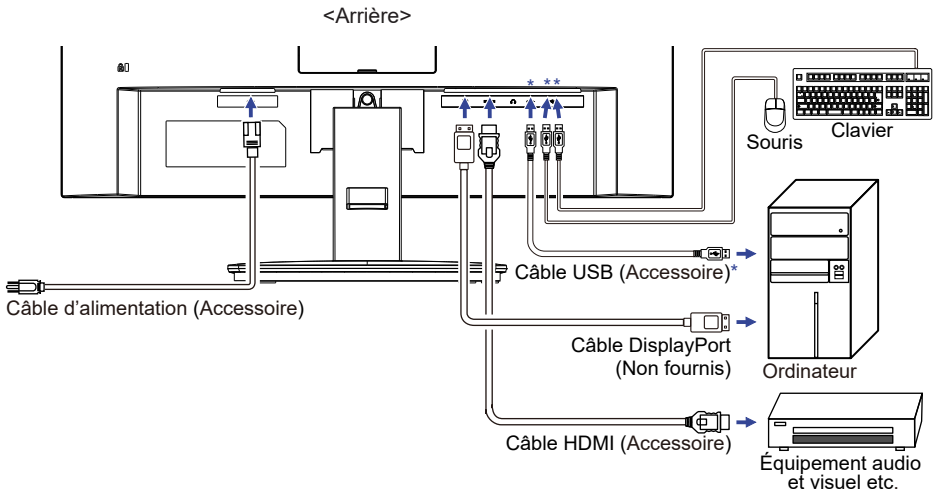 <Arrière>
* **
Souris
Clavier
Câble USB (Accessoire)*
Câble d’alimentation (Accessoire)
Câble DisplayPort
(Non fournis)
Ordinateur
Câble HDMI (Accessoire)
Équipement audio
et visuel etc.